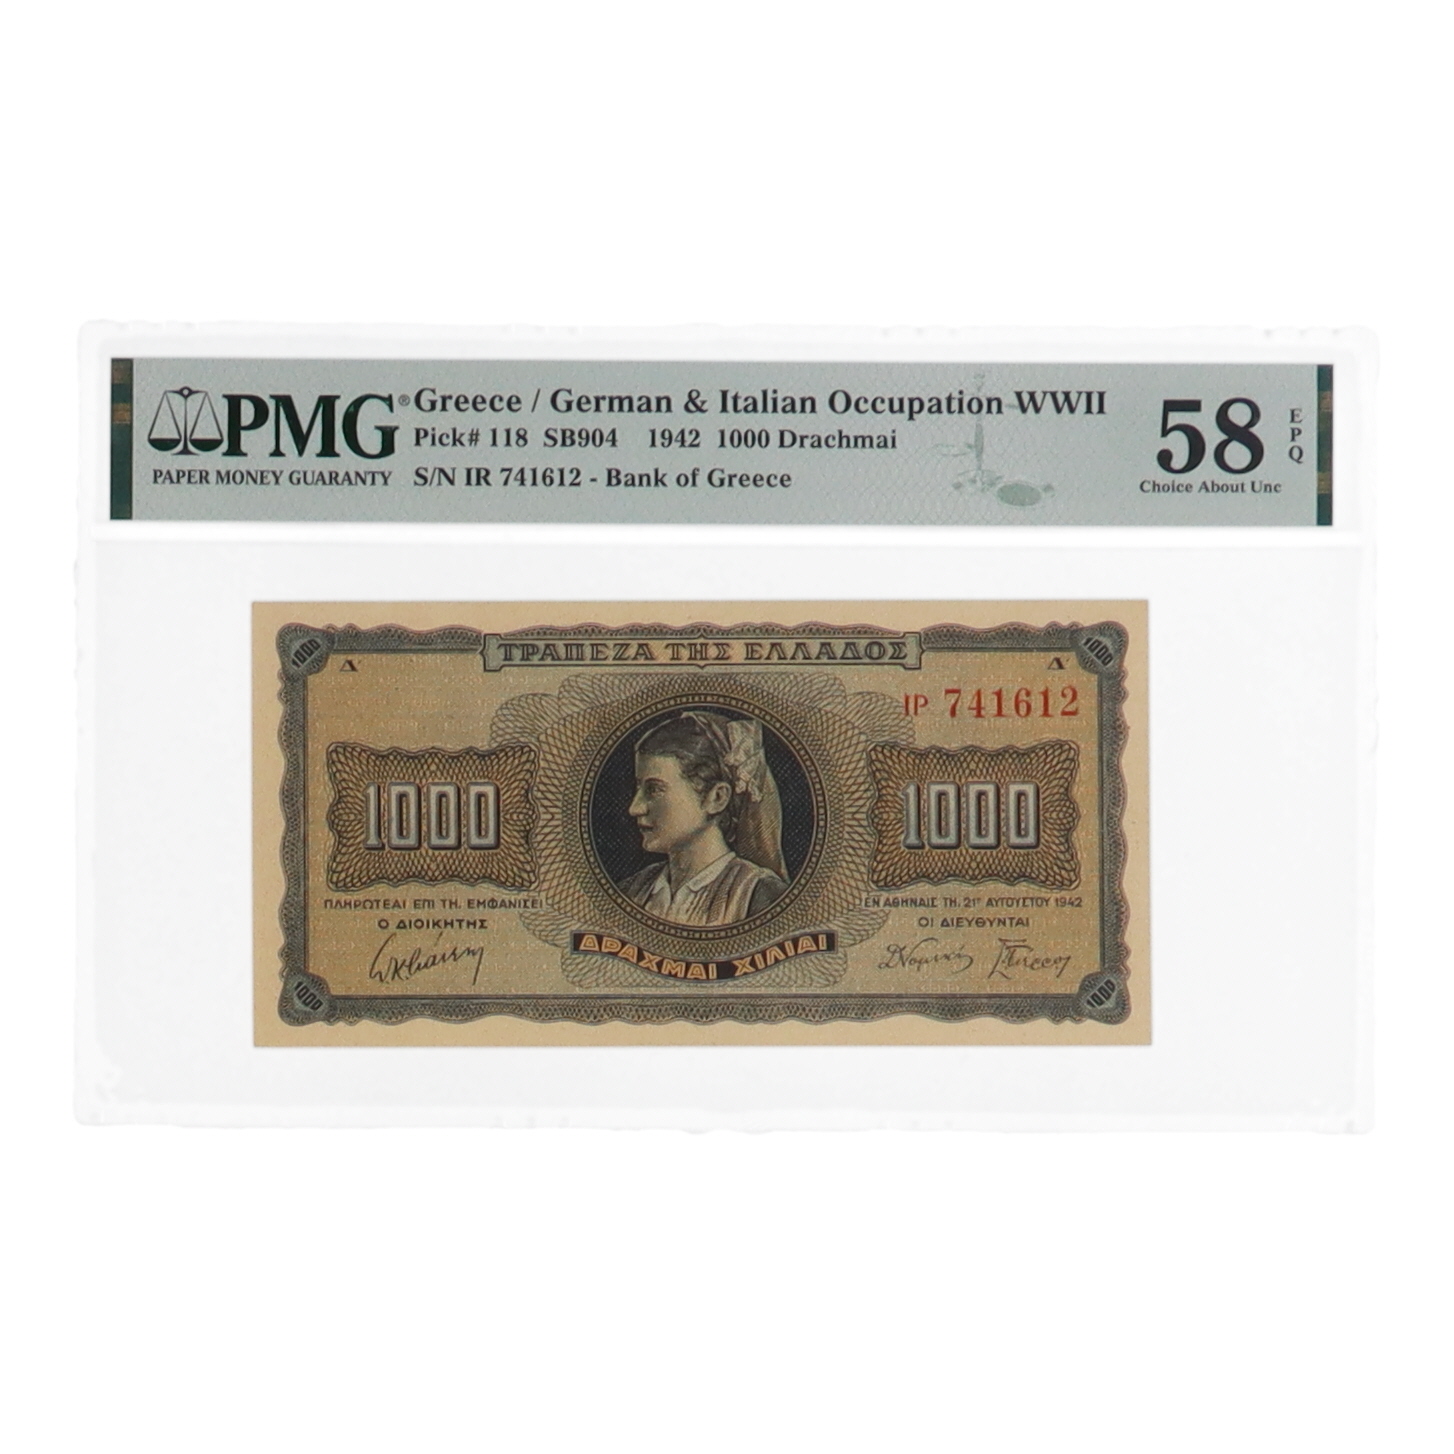 PMG®
PAPER MONEY GUARANTY
Greece / German & Italian Occupation WWII
Pick# 118 SB904 1942 1000 Drachmai
S/N IR 741612 - Bank of Greece
58
EPQ
Choice About Unc
1000
1000
ΤΡΑΠΕΖΑ ΤΗΣ ΕΛΛΑΔΟΣ
Λ
Λ
ΙΡ 741612
1000
1000
ΠΛΗΡΩΤΕΑΙ ΕΠΙ ΤΗ. ΕΜΦΑΝΙΣΕΙ
Ο ΔΙΟΙΚΗΤΗΣ
ΕΝ ΑΘΗΝΑΙΣ ΤΗ. 21ῃ ΑΥΓΟΥΣΤΟΥ 1942
ΟΙ ΔΙΕΥΘΥΝΤΑΙ
ΔΡΑΧΜΑΙ ΧΙΛΙΑΙ
1000
1000